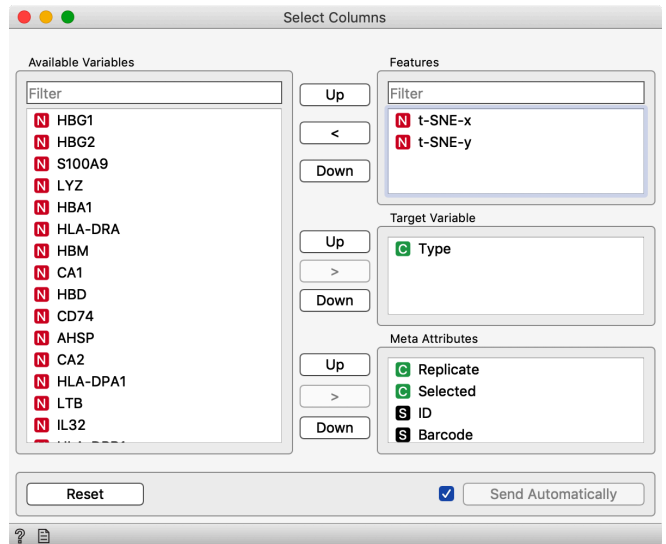 Select Columns
Available Variables
Filter
N HBG1
N HBG2
N S100A9
N LYZ
N HBA1
N HLA-DRA
N HBM
N CA1
N HBD
N CD74
N AHSP
N CA2
N HLA-DPA1
N LTB
N IL32
Up
<
Down
Features
Filter
N t-SNE-x
N t-SNE-y
Up
>
Down
Target Variable
C Type
Up
>
Down
Meta Attributes
C Replicate
C Selected
S ID
S Barcode
Reset
Send Automatically
?